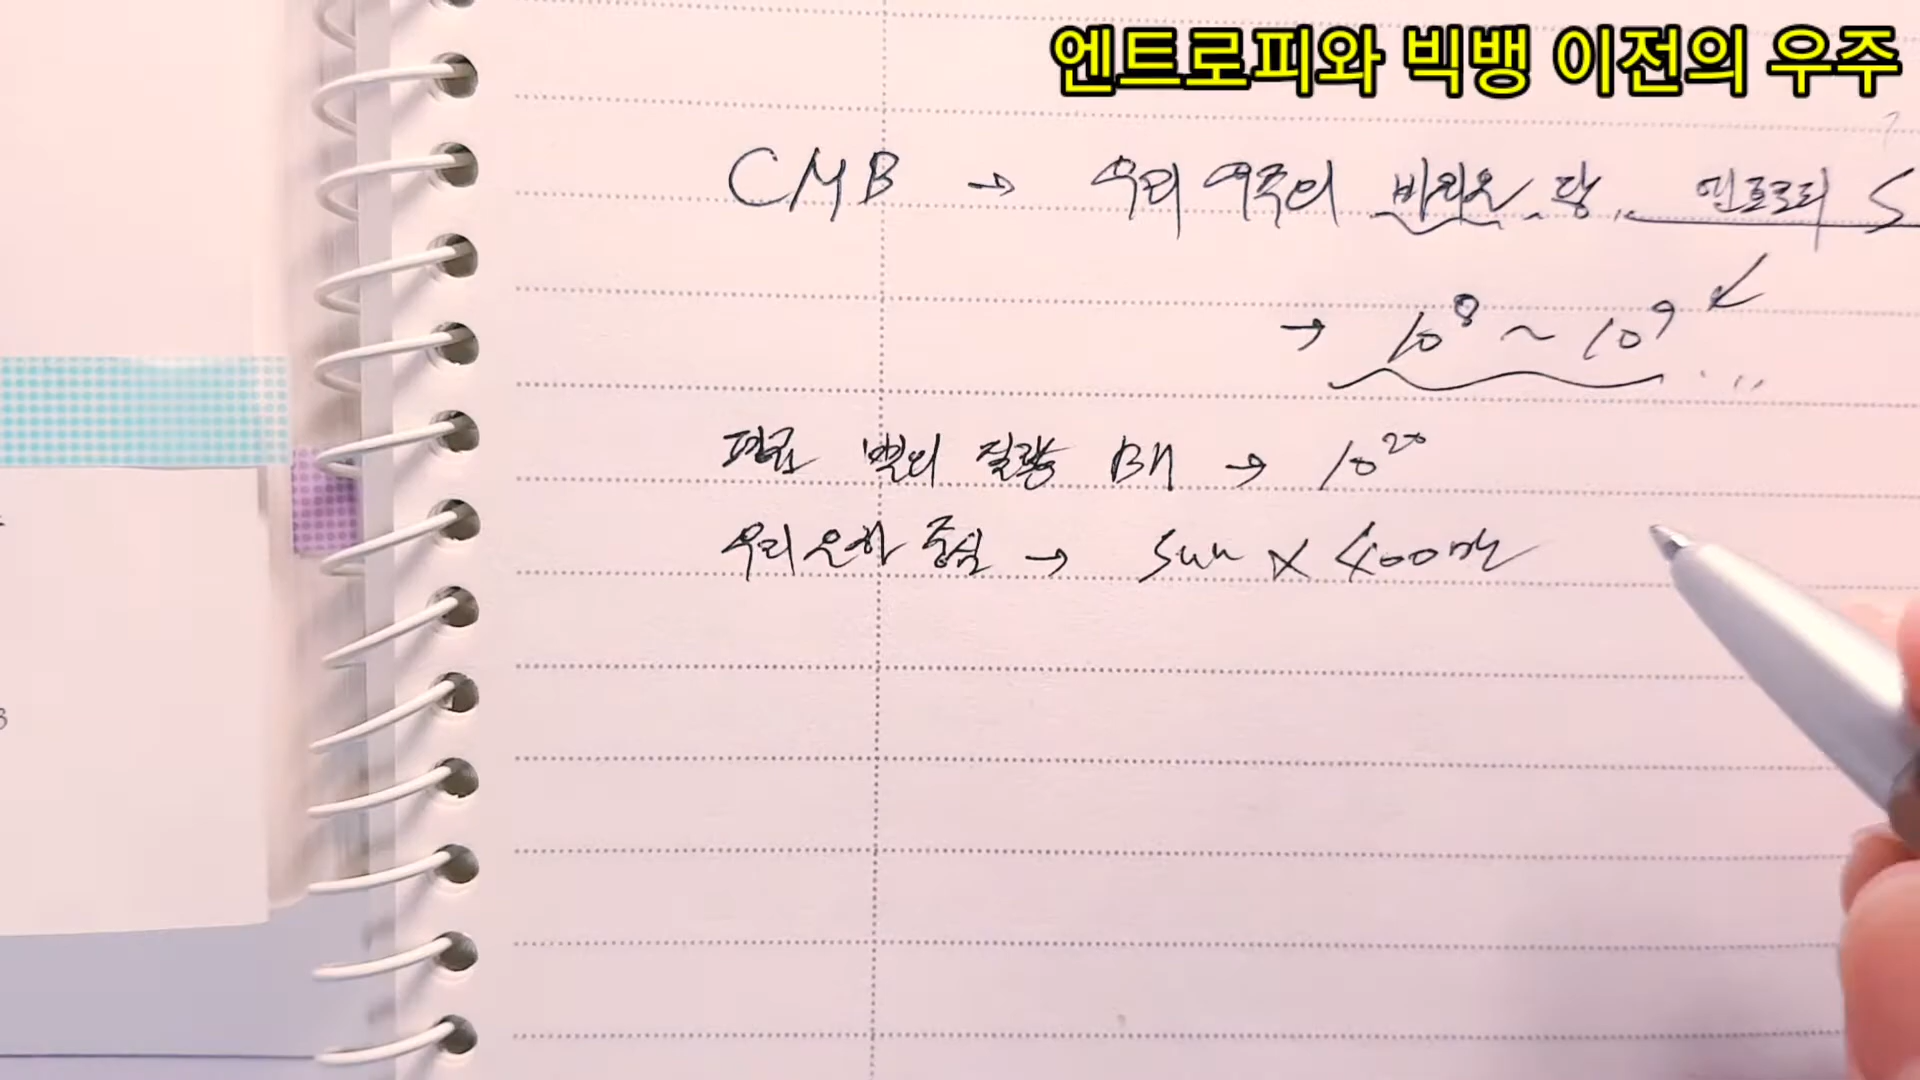 엔트로피와 빅뱅 이전의 우주
CMB → 우리 우주의 바리온 당 엔트로피 S
→ 10⁸ ~ 10⁹
평균 별의 질량 BH → 10²⁰
우리 은하 중심 → Sun × 400만
3